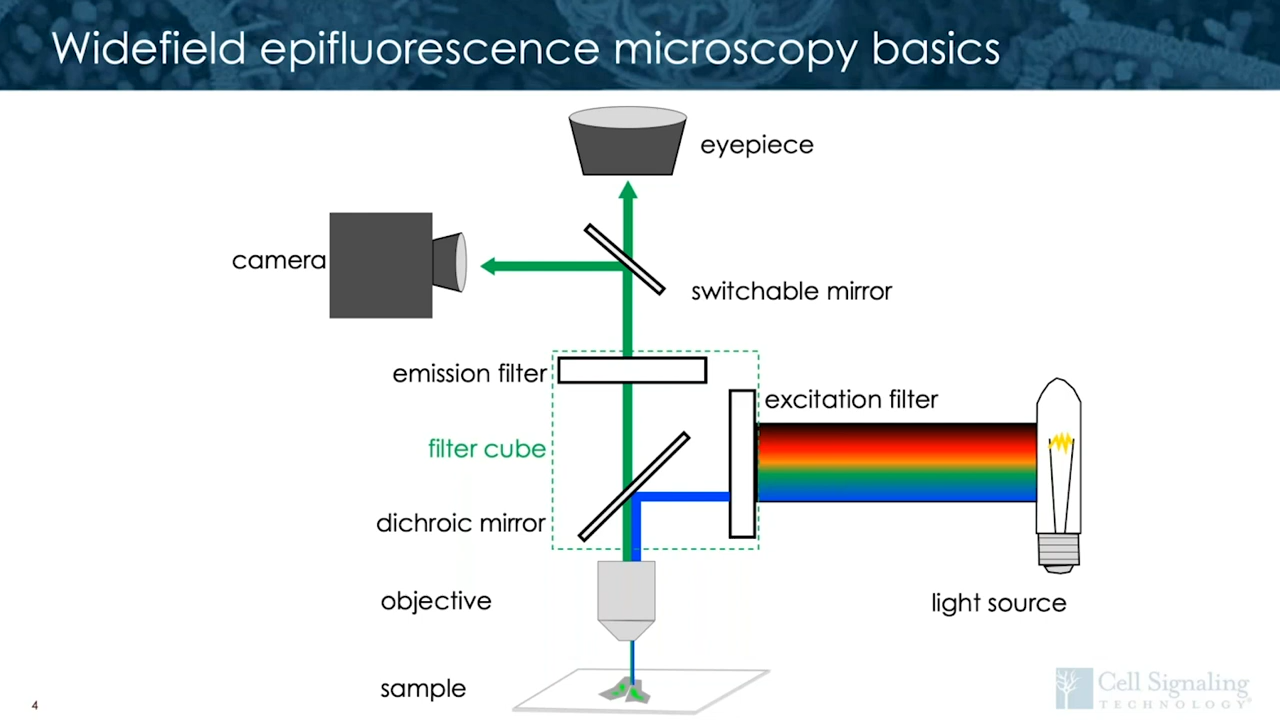 Widefield epifluorescence microscopy basics
eyepiece
camera
switchable mirror
emission filter
excitation filter
filter cube
dichroic mirror
objective
light source
sample
4
Cell Signaling
TECHNOLOGY®